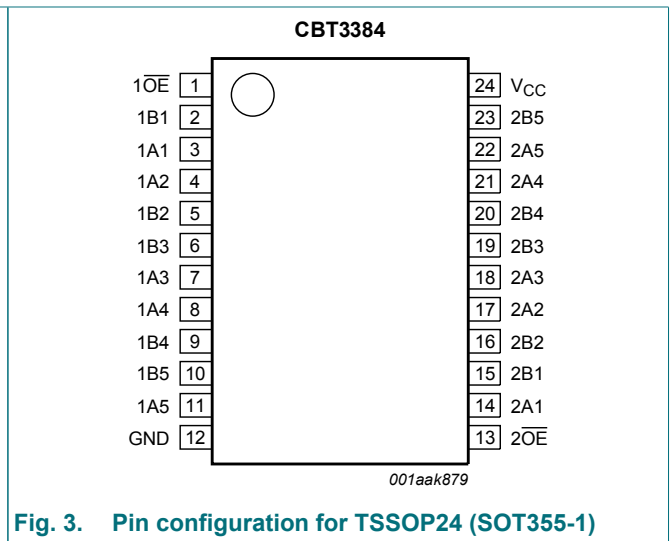 CBT3384
1O̅E̅ 1 24 VCC
1B1 2 23 2B5
1A1 3 22 2A5
1A2 4 21 2A4
1B2 5 20 2B4
1B3 6 19 2B3
1A3 7 18 2A3
1A4 8 17 2A2
1B4 9 16 2B2
1B5 10 15 2B1
1A5 11 14 2A1
GND 12 13 2O̅E̅
001aak879
Fig. 3. Pin configuration for TSSOP24 (SOT355-1)